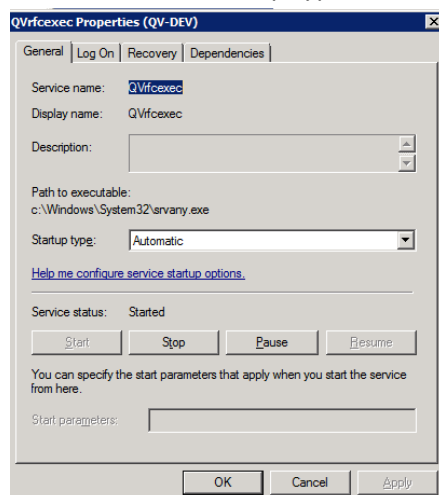 QVrfcexec Properties (QV-DEV)
General Log On Recovery Dependencies
Service name: QVrfcexec
Display name: QVrfcexec
Description:
Path to executable:
c:\Windows\System32\srvany.exe
Startup type: Automatic
Help me configure service startup options.
Service status: Started
Start Stop Pause Resume
You can specify the start parameters that apply when you start the service
from here.
Start parameters:
OK Cancel Apply